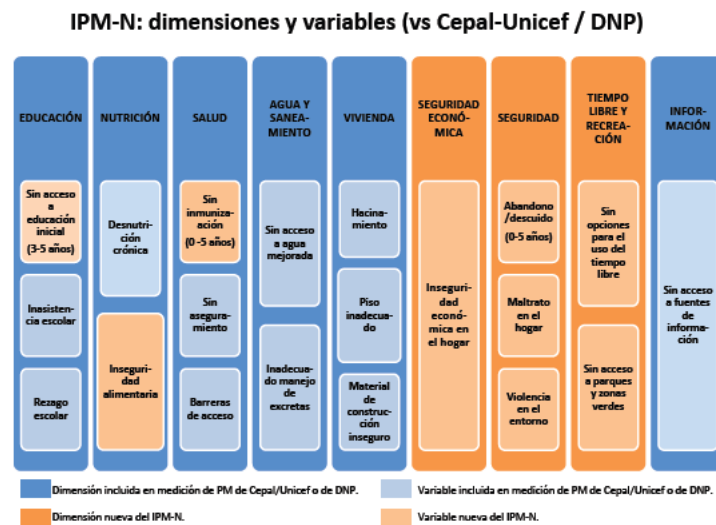 IPM-N: dimensiones y variables (vs Cepal-Unicef / DNP)
EDUCACIÓN
Sin acceso
a
educación
inicial
(3-5 años)
Inasisten-
cia escolar
Rezago
escolar
NUTRICIÓN
Desnutri-
ción
crónica
Inseguri-
dad
alimentaria
SALUD
Sin
inmuniza-
ción
(0 -5 años)
Sin
asegura-
miento
Barreras
de acceso
AGUA Y
SANEA-
MIENTO
Sin acceso
a agua
mejorada
Inadecua-
do manejo
de
excretas
VIVIENDA
Hacina-
miento
Piso
inadecua-
do
Material
de
construc-
ción
inseguro
SEGURIDAD
ECONÓ-
MICA
Inseguri-
dad
econó-
mica en
el hogar
SEGURIDAD
Abandono
/descuido
(0-5 años)
Maltrato
en el
hogar
Violencia
en el
entorno
TIEMPO
LIBRE Y
RECREA-
CIÓN
Sin
opciones
para el
uso del
tiempo
libre
Sin acceso
a parques
y zonas
verdes
INFOR-
MACIÓN
Sin acceso
a fuentes
de
informa-
ción
Dimensión incluida en medición de PM de Cepal/Unicef o de DNP.
Variable incluida en medición de PM de Cepal/Unicef o de DNP.
Dimensión nueva del IPM-N.
Variable nueva del IPM-N.